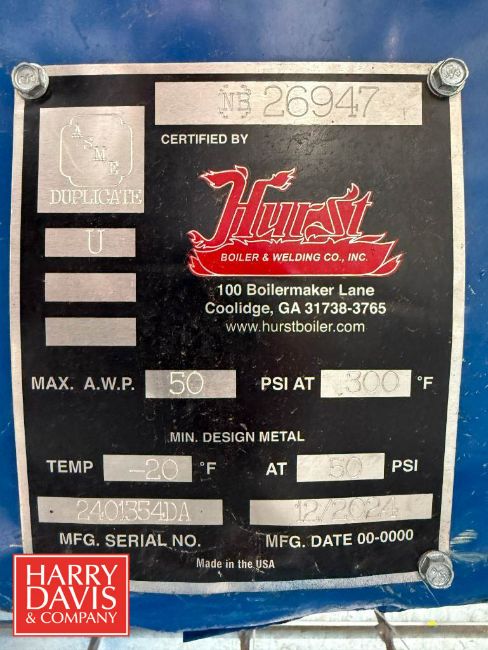 NB 26947
ASME
DUPLICATE
CERTIFIED BY
U
Hurst
BOILER & WELDING CO., INC.
100 Boilermaker Lane
Coolidge, GA 31738-3765
www.hurstboiler.com
MAX. A.W.P. 50 PSI AT 300 °F
MIN. DESIGN METAL
TEMP -20 °F AT 50 PSI
2401354DA 12/2024
MFG. SERIAL NO. MFG. DATE 00-0000
Made in the USA
HARRY
DAVIS
& COMPANY